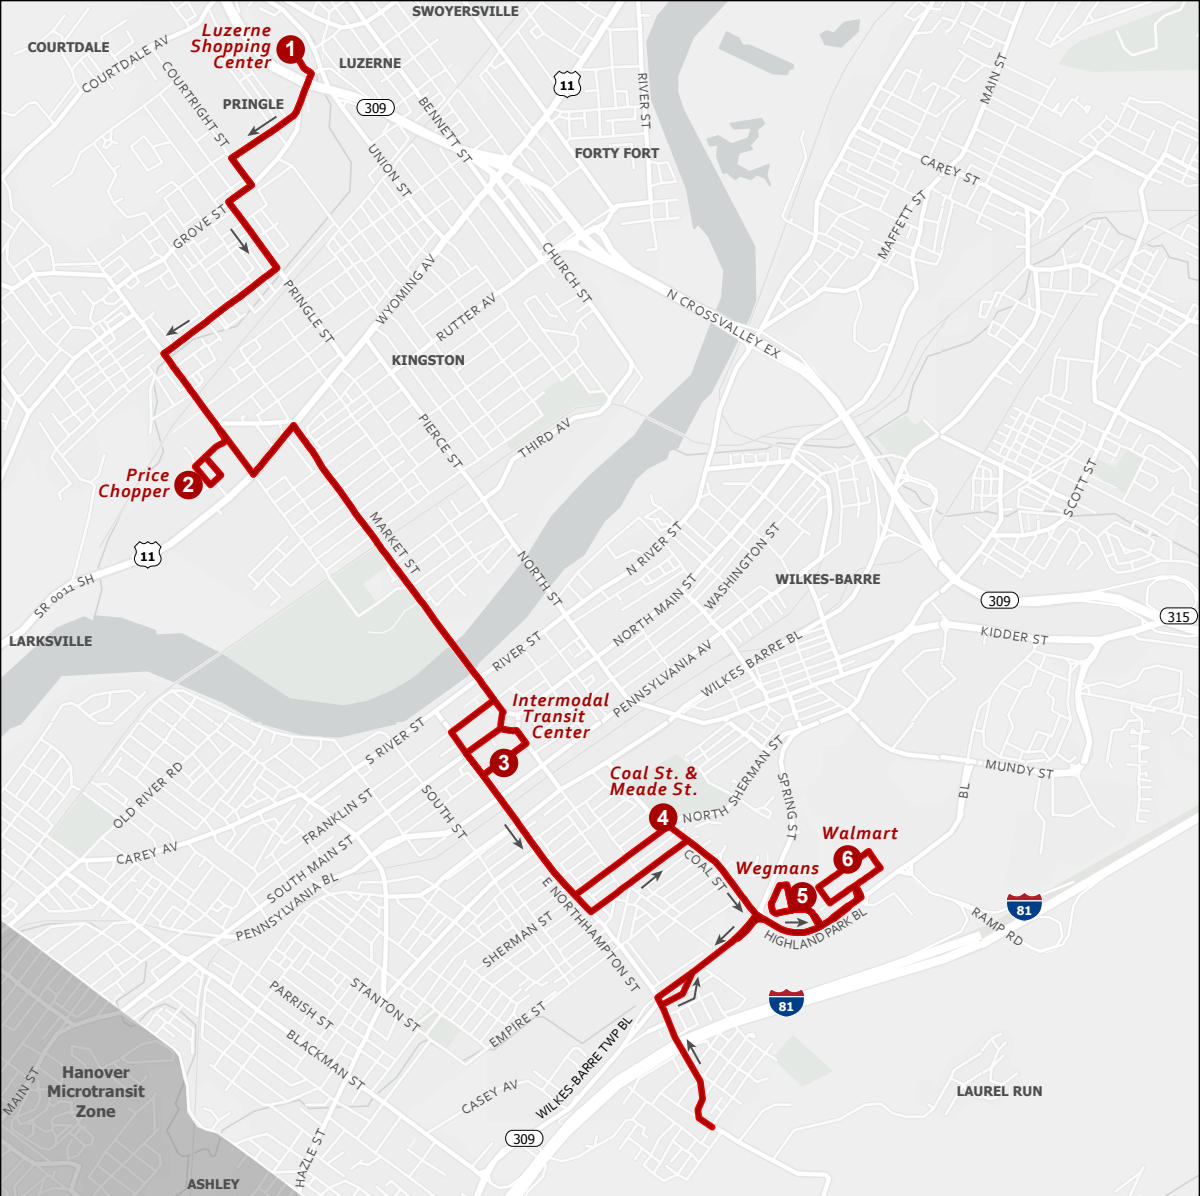 SWOYERSVILLE
COURTDALE
COURTDALE AV
Luzerne
Shopping
Center
1
LUZERNE
PRINGLE
309
11
RIVER ST
MAIN ST
COURTRIGHT ST
BENNETT ST
UNION ST
FORTY FORT
CAREY ST
MAFFETT ST
GROVE ST
PRINGLE ST
WYOMING AV
CHURCH ST
RUTTER AV
N CROSSVALLEY EX
KINGSTON
PIERCE ST
THIRD AV
Price
Chopper
2
SCOTT ST
MARKET ST
11
SR 0011 SH
NORTH ST
N RIVER ST
WASHINGTON ST
NORTH MAIN ST
WILKES-BARRE
309
315
KIDDER ST
LARKSVILLE
RIVER ST
PENNSYLVANIA AV
WILKES BARRE BL
Intermodal
Transit
Center
3
S RIVER ST
OLD RIVER RD
FRANKLIN ST
SOUTH ST
CAREY AV
SOUTH MAIN ST
PENNSYLVANIA BL
Coal St. &
Meade St.
4
NORTH SHERMAN ST
SPRING ST
MUNDY ST
BL
COAL ST
Walmart
6
Wegmans
5
HIGHLAND PARK BL
81
RAMP RD
E NORTHHAMPTON ST
SHERMAN ST
STANTON ST
PARRISH ST
BLACKMAN ST
EMPIRE ST
81
WILKES-BARRE TWP BL
CASEY AV
309
LAUREL RUN
Hanover
Microtransit
Zone
MAIN ST
HAZLE ST
ASHLEY